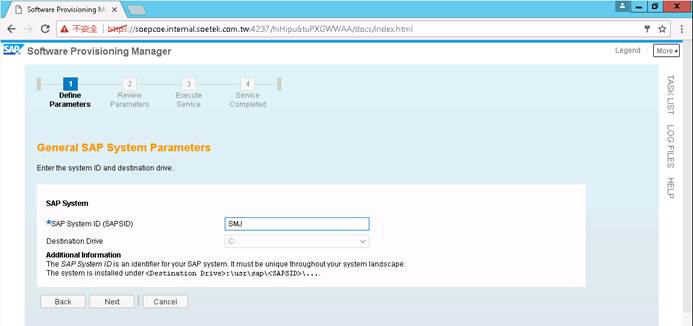 Software Provisioning M
不安全
https://soepcoe.internal.soetek.com.tw:4237/hiHipu6tuPXGWWAA/docs/index.html
SAP Software Provisioning Manager
Legend
More
1 2 3 4
Define Parameters
Review Parameters
Execute Service
Service Completed
TASK LIST
LOG FILES
HELP
General SAP System Parameters
Enter the system ID and destination drive.
SAP System
*SAP System ID (SAPSID) SMJ
Destination Drive C:
Additional Information
The SAP System ID is an identifier for your SAP system. It must be unique throughout your system landscape.
The system is installed under <Destination Drive>:\usr\sap\<SAPSID>\....
Back Next Cancel